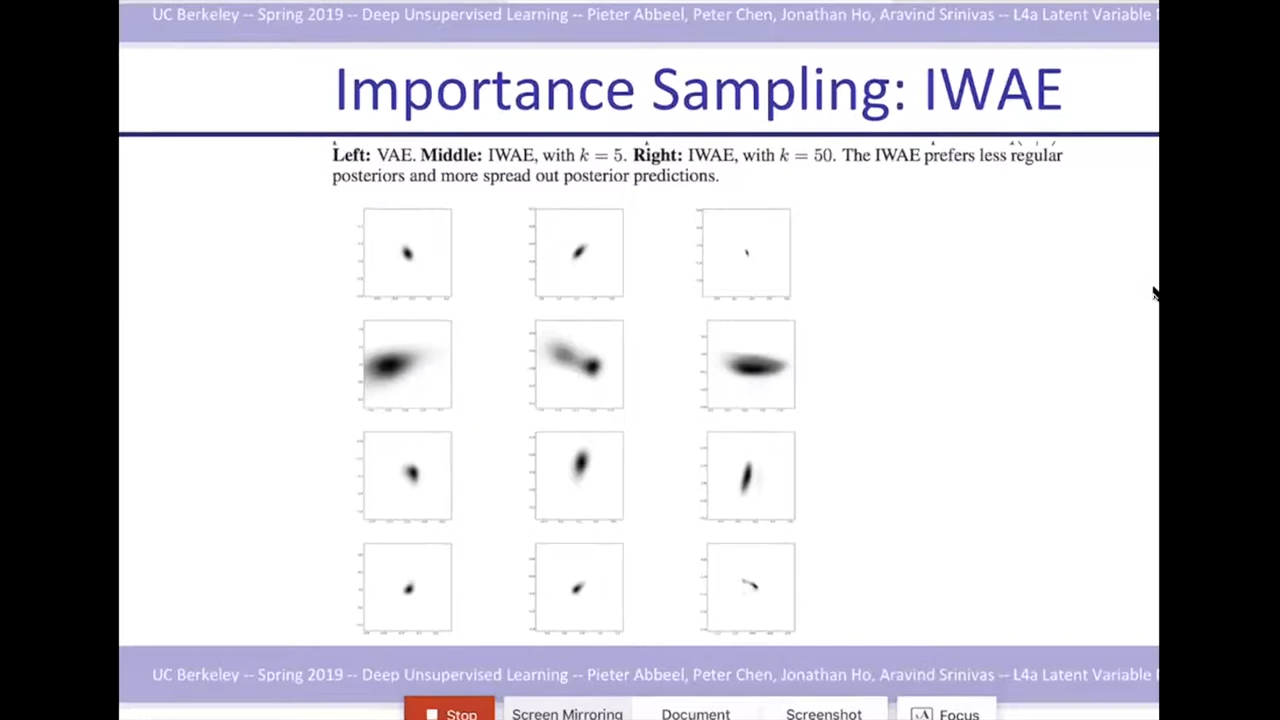 UC Berkeley -- Spring 2019 -- Deep Unsupervised Learning -- Pieter Abbeel, Peter Chen, Jonathan Ho, Aravind Srinivas -- L4a Latent Variable
Importance Sampling: IWAE
Left: VAE. Middle: IWAE, with k = 5. Right: IWAE, with k = 50. The IWAE prefers less regular
posteriors and more spread out posterior predictions.
UC Berkeley -- Spring 2019 -- Deep Unsupervised Learning -- Pieter Abbeel, Peter Chen, Jonathan Ho, Aravind Srinivas -- L4a Latent Variable
Stop Screen Mirroring Document Screenshot Focus